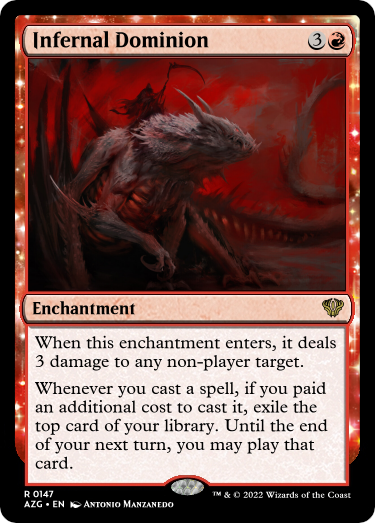 Infernal Dominion 3
Enchantment
When this enchantment enters, it deals
3 damage to any non-player target.
Whenever you cast a spell, if you paid
an additional cost to cast it, exile the
top card of your library. Until the end
of your next turn, you may play that
card.
R 0147
AZG • EN Antonio Manzanedo
™ & © 2022 Wizards of the Coast